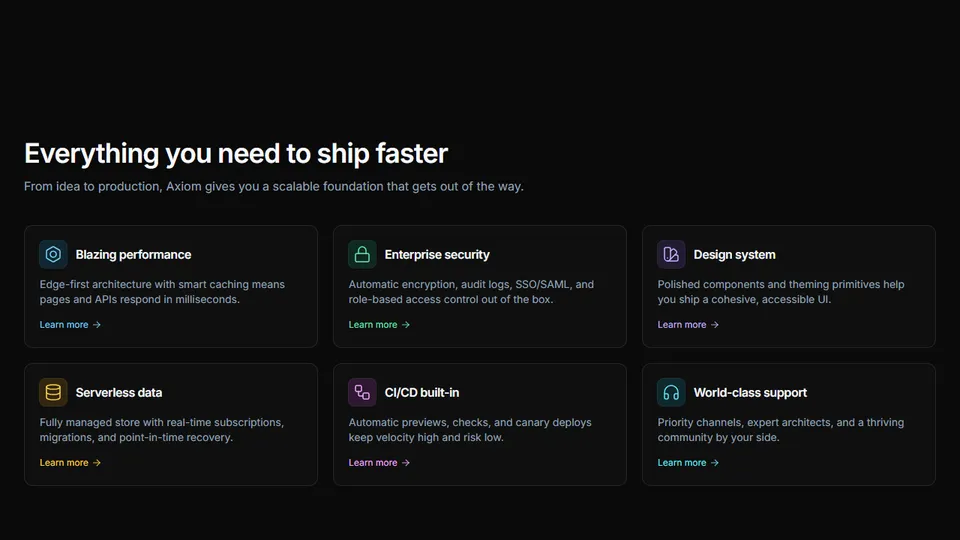 Everything you need to ship faster
From idea to production, Axiom gives you a scalable foundation that gets out of the way.
Blazing performance
Edge-first architecture with smart caching means
pages and APIs respond in milliseconds.
Learn more →
Enterprise security
Automatic encryption, audit logs, SSO/SAML, and
role-based access control out of the box.
Learn more →
Design system
Polished components and theming primitives help
you ship a cohesive, accessible UI.
Learn more →
Serverless data
Fully managed store with real-time subscriptions,
migrations, and point-in-time recovery.
Learn more →
CI/CD built-in
Automatic previews, checks, and canary deploys
keep velocity high and risk low.
Learn more →
World-class support
Priority channels, expert architects, and a thriving
community by your side.
Learn more →